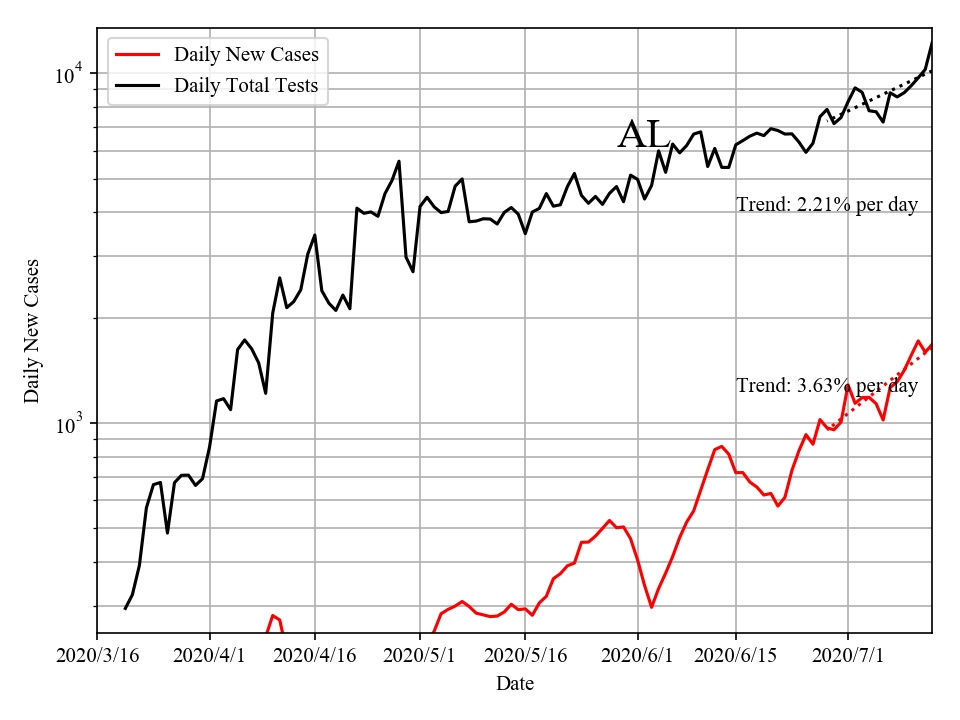 Daily New Cases
Daily Total Tests
10^4
AL
Trend: 2.21% per day
Daily New Cases
Trend: 3.63% per day
10^3
2020/3/16 2020/4/1 2020/4/16 2020/5/1 2020/5/16 2020/6/1 2020/6/15 2020/7/1
Date